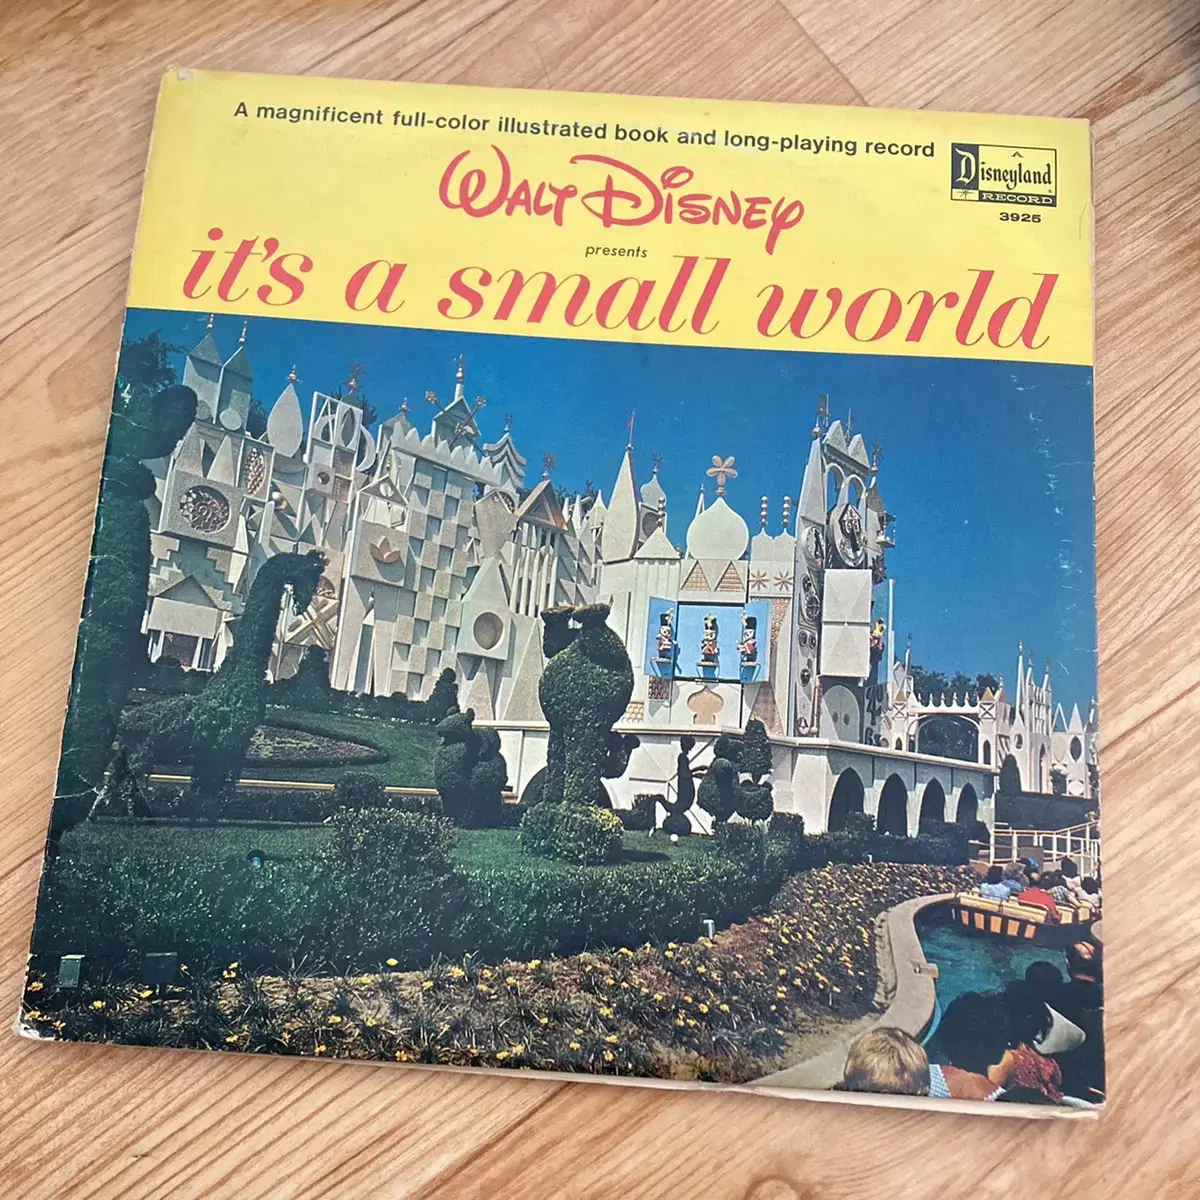 A magnificent full-color illustrated book and long-playing record
A
Disneyland
RECORD
3925
WALT DISNEY
presents
it's a small world